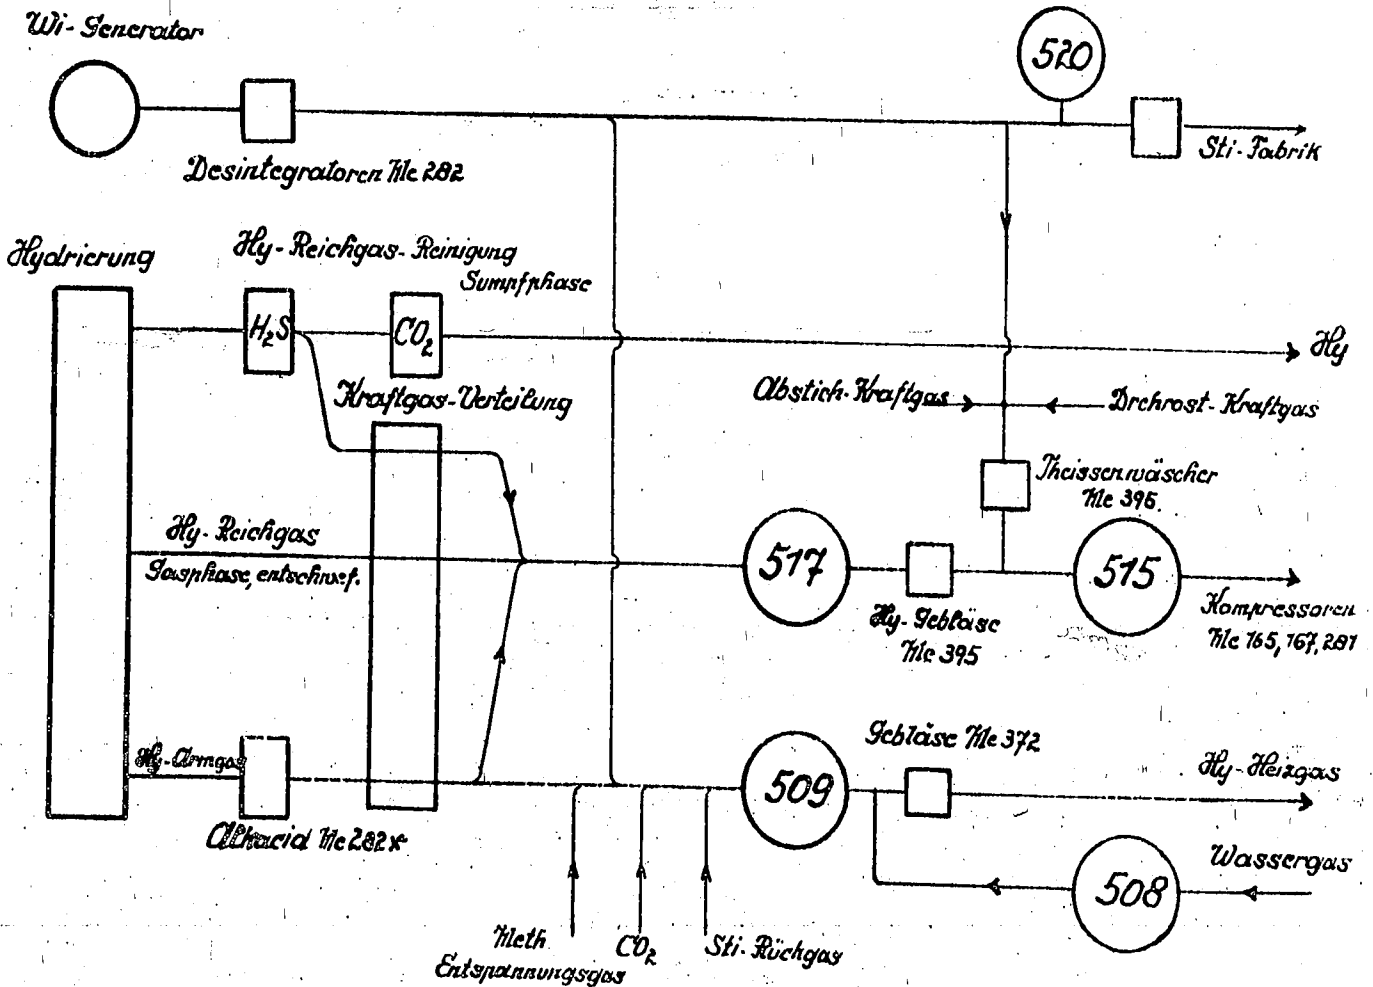 Wi-Generator
520
Sti-Fabrik
Desintegratoren Me 282
Hydrierung
Hy-Reichgas-Reinigung
Sumpfphase
H₂S
CO₂
Hy
Kraftgas-Verteilung
Abstich-Kraftgas
Drehrost-Kraftgas
Theissenwäscher
Me 396.
Hy-Reichgas
Gasphase, entschwef.
517
515
Hy-Gebläse
Me 395
Kompressoren
Me 165, 167, 281
Hy-Armgas
Gebläse Me 372
Hy-Heizgas
509
Alkacid Me 282x
Wassergas
508
Meth
Entspannungsgas
CO₂
Sti-Rückgas